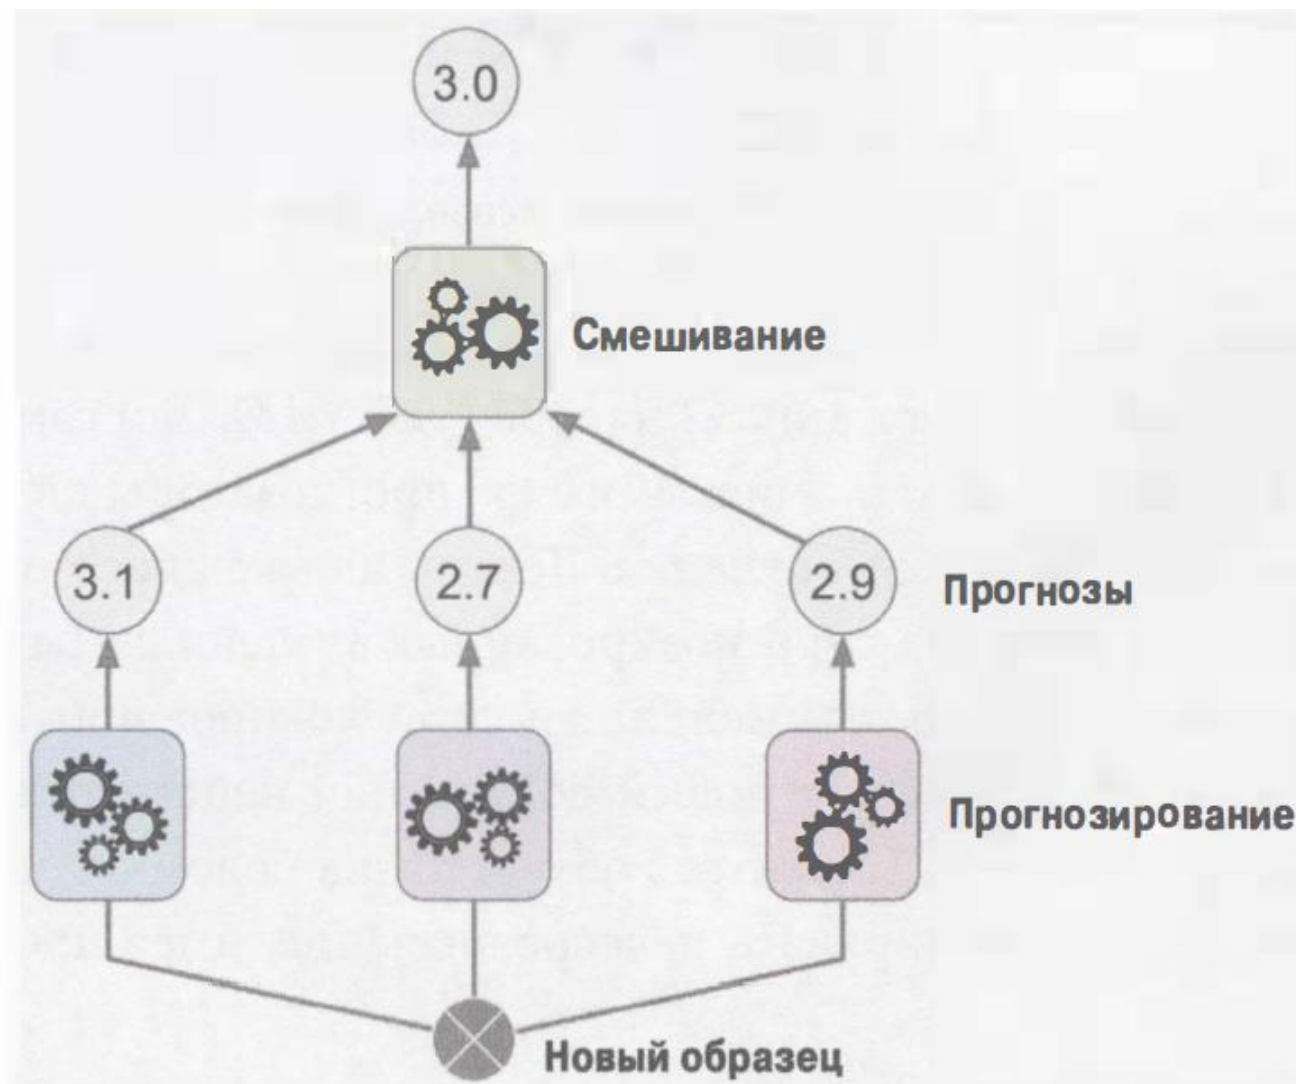 3.0
Смешивание
3.1
2.7
2.9
Прогнозы
Прогнозирование
Новый образец